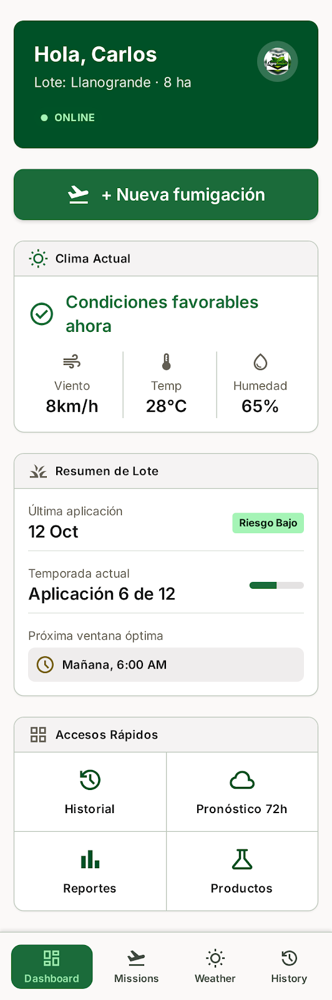 Hola, Carlos
Lote: Llanogrande · 8 ha
AgroSmart
ONLINE
+ Nueva fumigación
Clima Actual
Condiciones favorables
ahora
Viento
8km/h
Temp
28°C
Humedad
65%
Resumen de Lote
Última aplicación
12 Oct
Riesgo Bajo
Temporada actual
Aplicación 6 de 12
Próxima ventana óptima
Mañana, 6:00 AM
Accesos Rápidos
Historial
Pronóstico 72h
Reportes
Productos
Dashboard
Missions
Weather
History